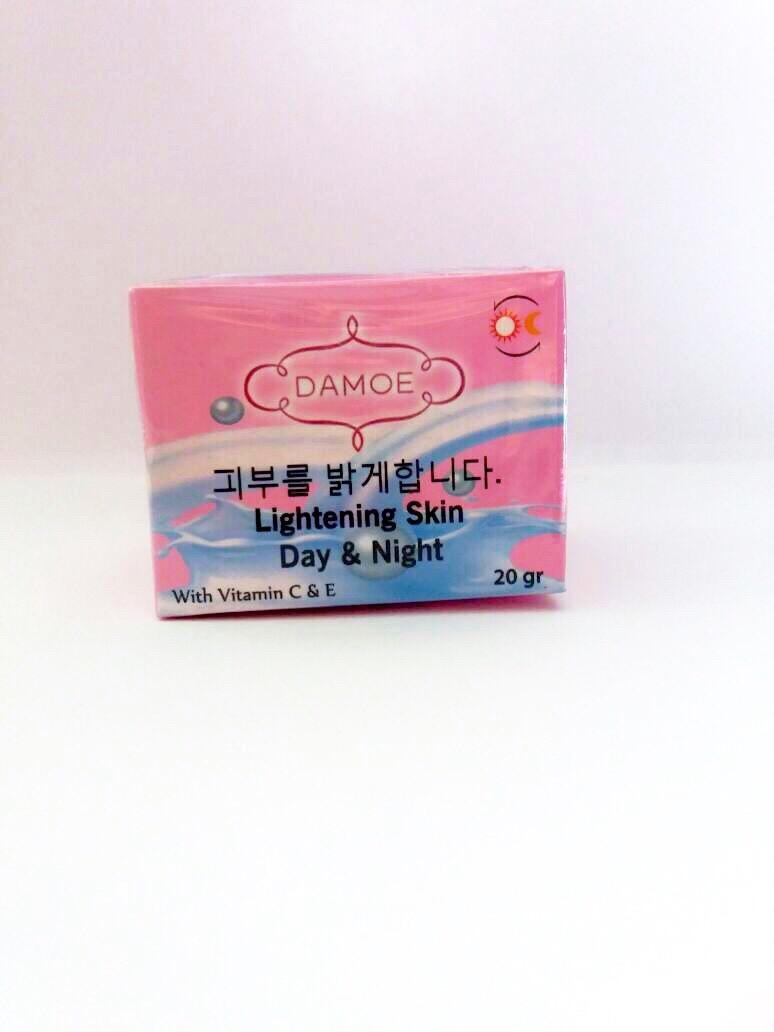 DAMOE
피부를 밝게합니다.
Lightening Skin
Day & Night
With Vitamin C & E
20 gr